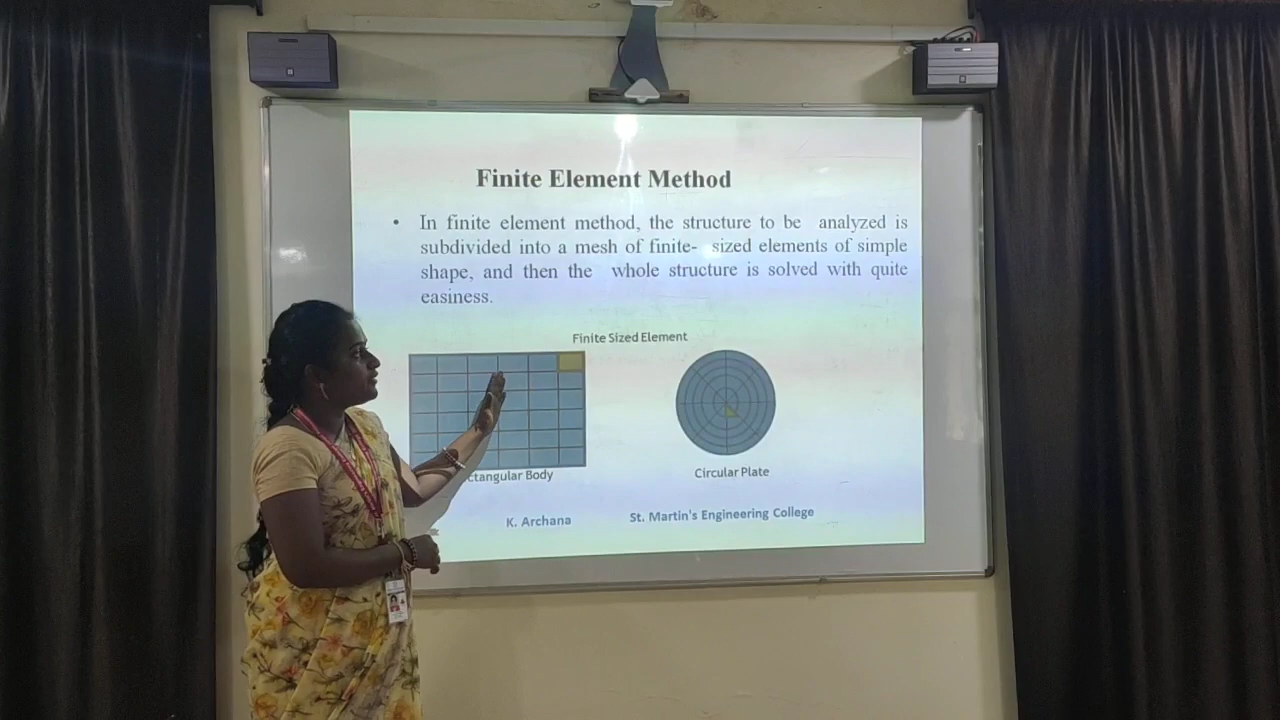 Finite Element Method
• In finite element method, the structure to be analyzed is
subdivided into a mesh of finite- sized elements of simple
shape, and then the whole structure is solved with quite
easiness.
Finite Sized Element
Body
Circular Plate
K. Archana
St. Martin's Engineering College